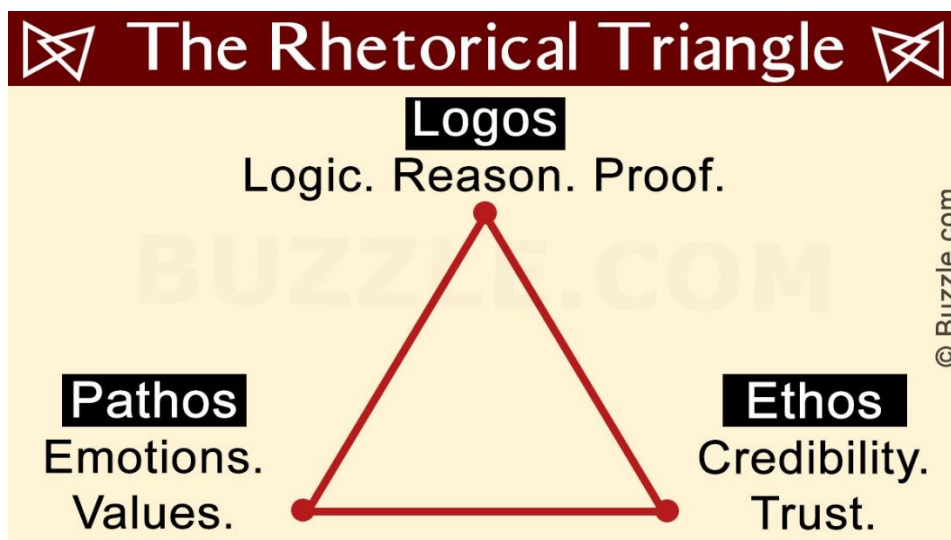 The Rhetorical Triangle
Logos
Logic. Reason. Proof.
BUZZLE.COM
© Buzzle.com
Pathos
Emotions.
Values.
Ethos
Credibility.
Trust.